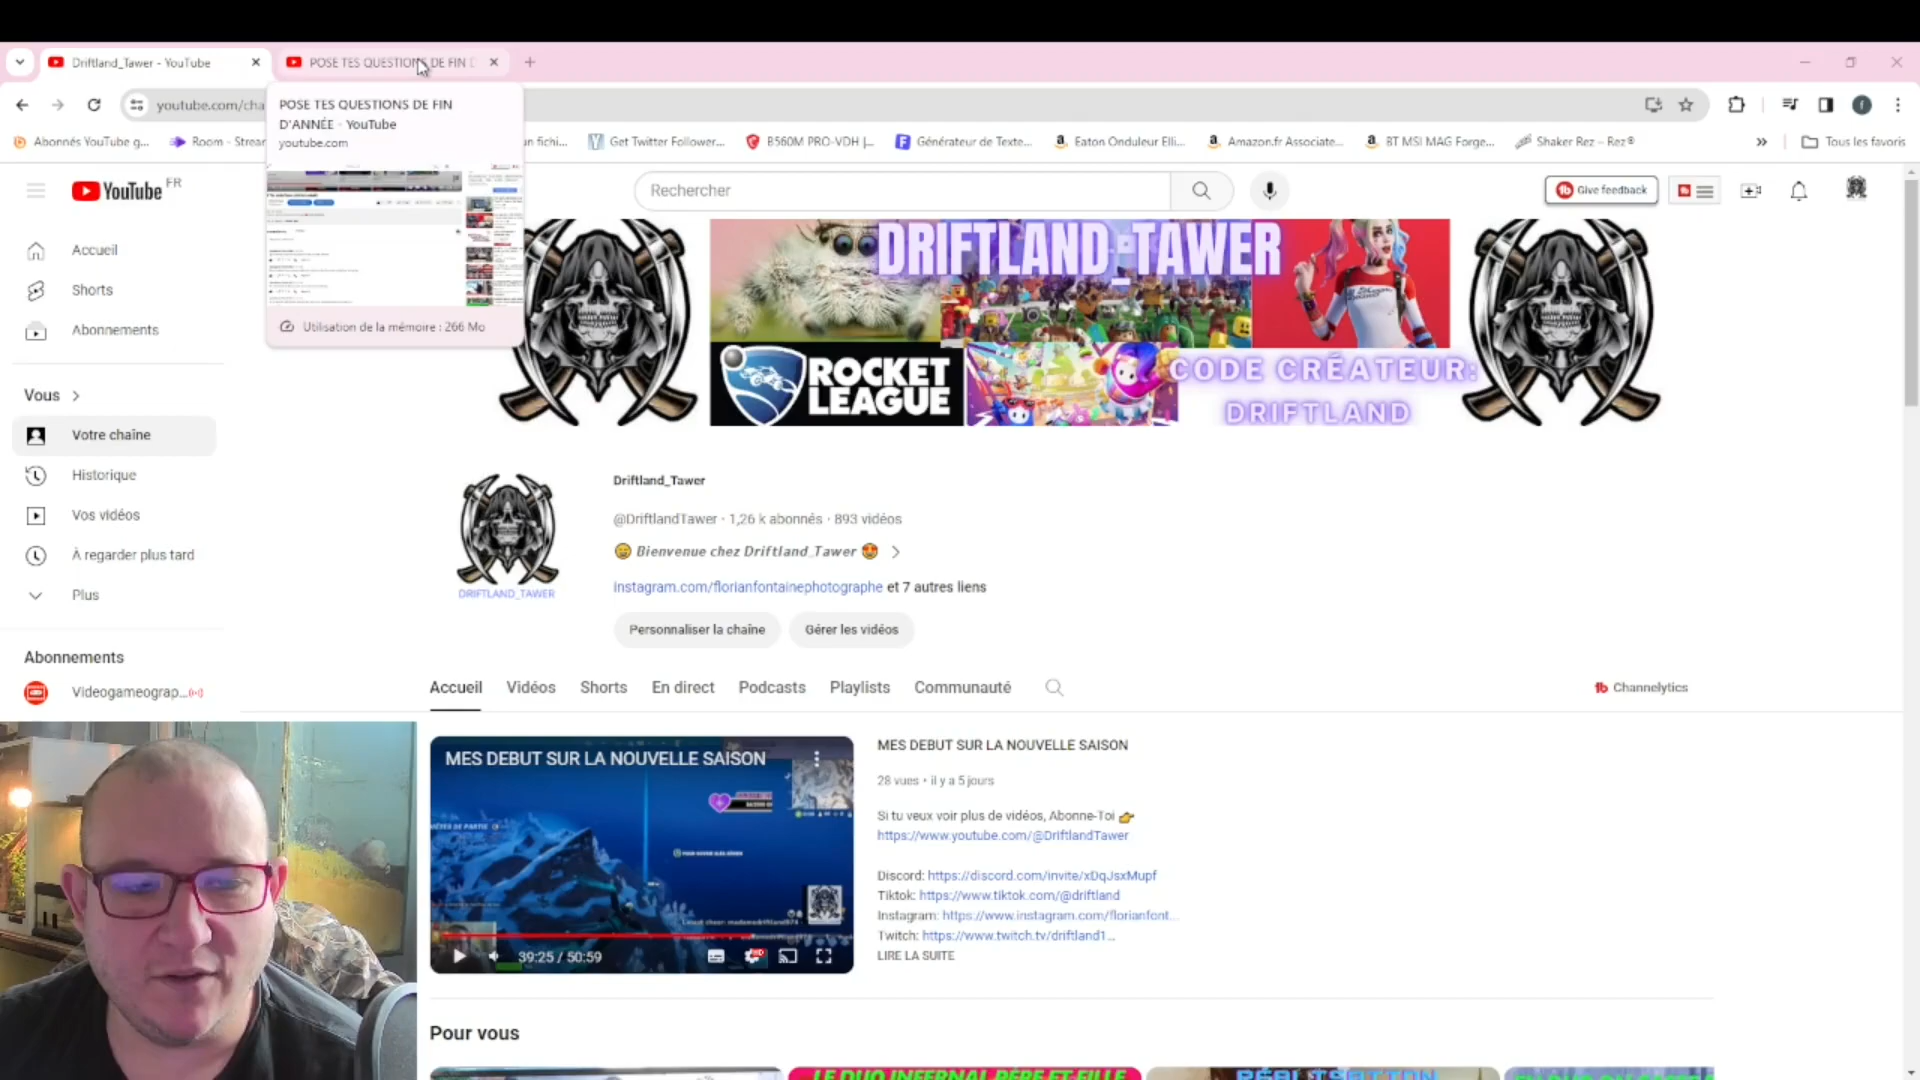 Driftland_Tawer - YouTube
POSE TES QUESTIONS DE FIN D
youtube.com/cha
POSE TES QUESTIONS DE FIN
D'ANNÉE - YouTube
youtube.com
Utilisation de la mémoire : 266 Mo
Abonnés YouTube g...
Room - Strear
un fichi...
Get Twitter Follower...
B560M PRO-VDH |...
Générateur de Texte...
Eaton Onduleur Elli...
Amazon.fr Associate...
BT MSI MAG Forge...
Shaker Rez – Rez®
Tous les favoris
YouTube FR
Rechercher
Give feedback
Accueil
Shorts
Abonnements
Vous
Votre chaîne
Historique
Vos vidéos
À regarder plus tard
Plus
Abonnements
Videogameograp...
DRIFTLAND-TAWER
ROCKET
LEAGUE
CODE CRÉATEUR:
DRIFTLAND
DRIFTLAND_TAWER
Driftland_Tawer
@DriftlandTawer · 1,26 k abonnés · 893 vidéos
😄 Bienvenue chez Driftland_Tawer 😍
instagram.com/florianfontainephotographe et 7 autres liens
Personnaliser la chaîne
Gérer les vidéos
Accueil
Vidéos
Shorts
En direct
Podcasts
Playlists
Communauté
Channelytics
MES DEBUT SUR LA NOUVELLE SAISON
39:25 / 50:59
MES DEBUT SUR LA NOUVELLE SAISON
28 vues • il y a 5 jours
Si tu veux voir plus de vidéos, Abonne-Toi 👉
https://www.youtube.com/@DriftlandTawer
Discord: https://discord.com/invite/xDqJsxMupf
Tiktok: https://www.tiktok.com/@driftland
Instagram: https://www.instagram.com/florianfont...
Twitch: https://www.twitch.tv/driftland1...
LIRE LA SUITE
Pour vous
LE DUO INFERNAL PÈRE ET FILLE
RÉALISATION